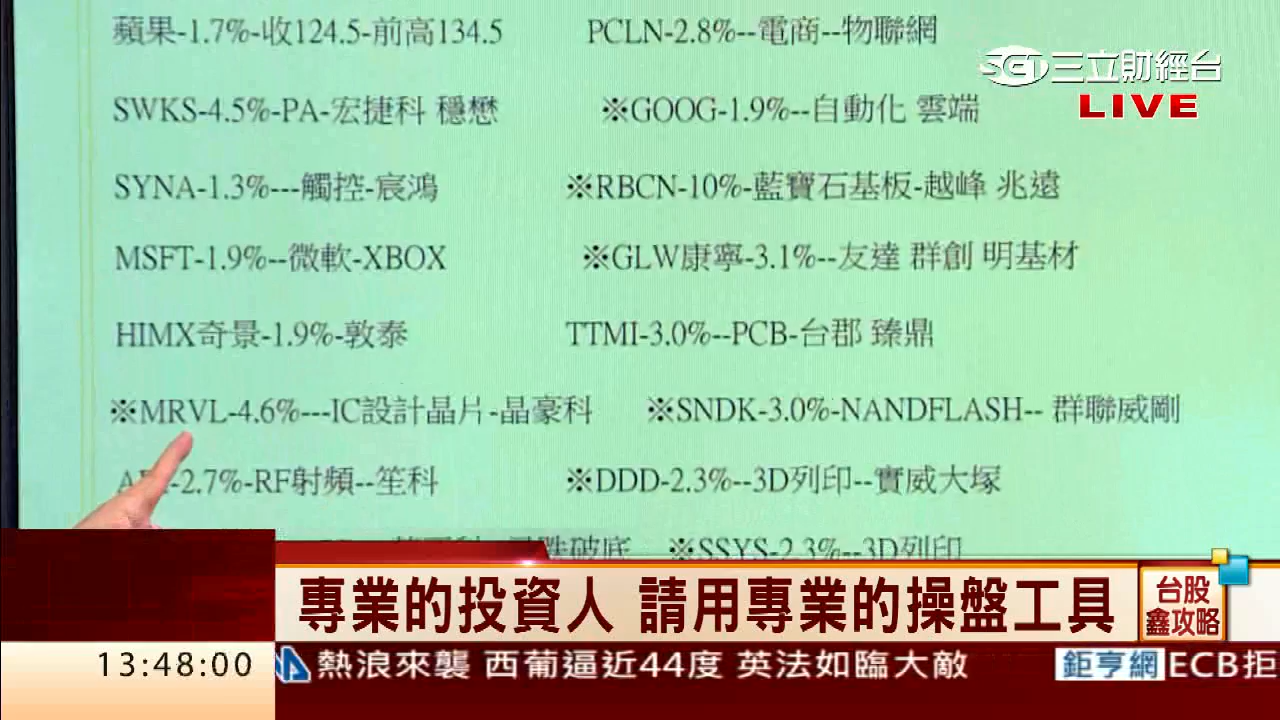 蘋果-1.7%-收124.5-前高134.5
PCLN-2.8%--電商--物聯網
SWKS-4.5%-PA-宏捷科 穩懋
※GOOG-1.9%--自動化 雲端
SYNA-1.3%---觸控-宸鴻
※RBCN-10%-藍寶石基板-越峰 兆遠
MSFT-1.9%--微軟-XBOX
※GLW康寧-3.1%--友達 群創 明基材
HIMX奇景-1.9%-敦泰
TTMI-3.0%--PCB-台郡 臻鼎
※MRVL-4.6%---IC設計晶片-晶豪科
※SNDK-3.0%-NANDFLASH-- 群聯威剛
-2.7%-RF射頻--笙科
※DDD-2.3%--3D列印--實威大塚
破底
※SSYS-2.3%--3D列印
三立財經台
LIVE
專業的投資人 請用專業的操盤工具
台股
鑫攻略
13:48:00
熱浪來襲 西葡逼近44度 英法如臨大敵
鉅亨網 ECB拒